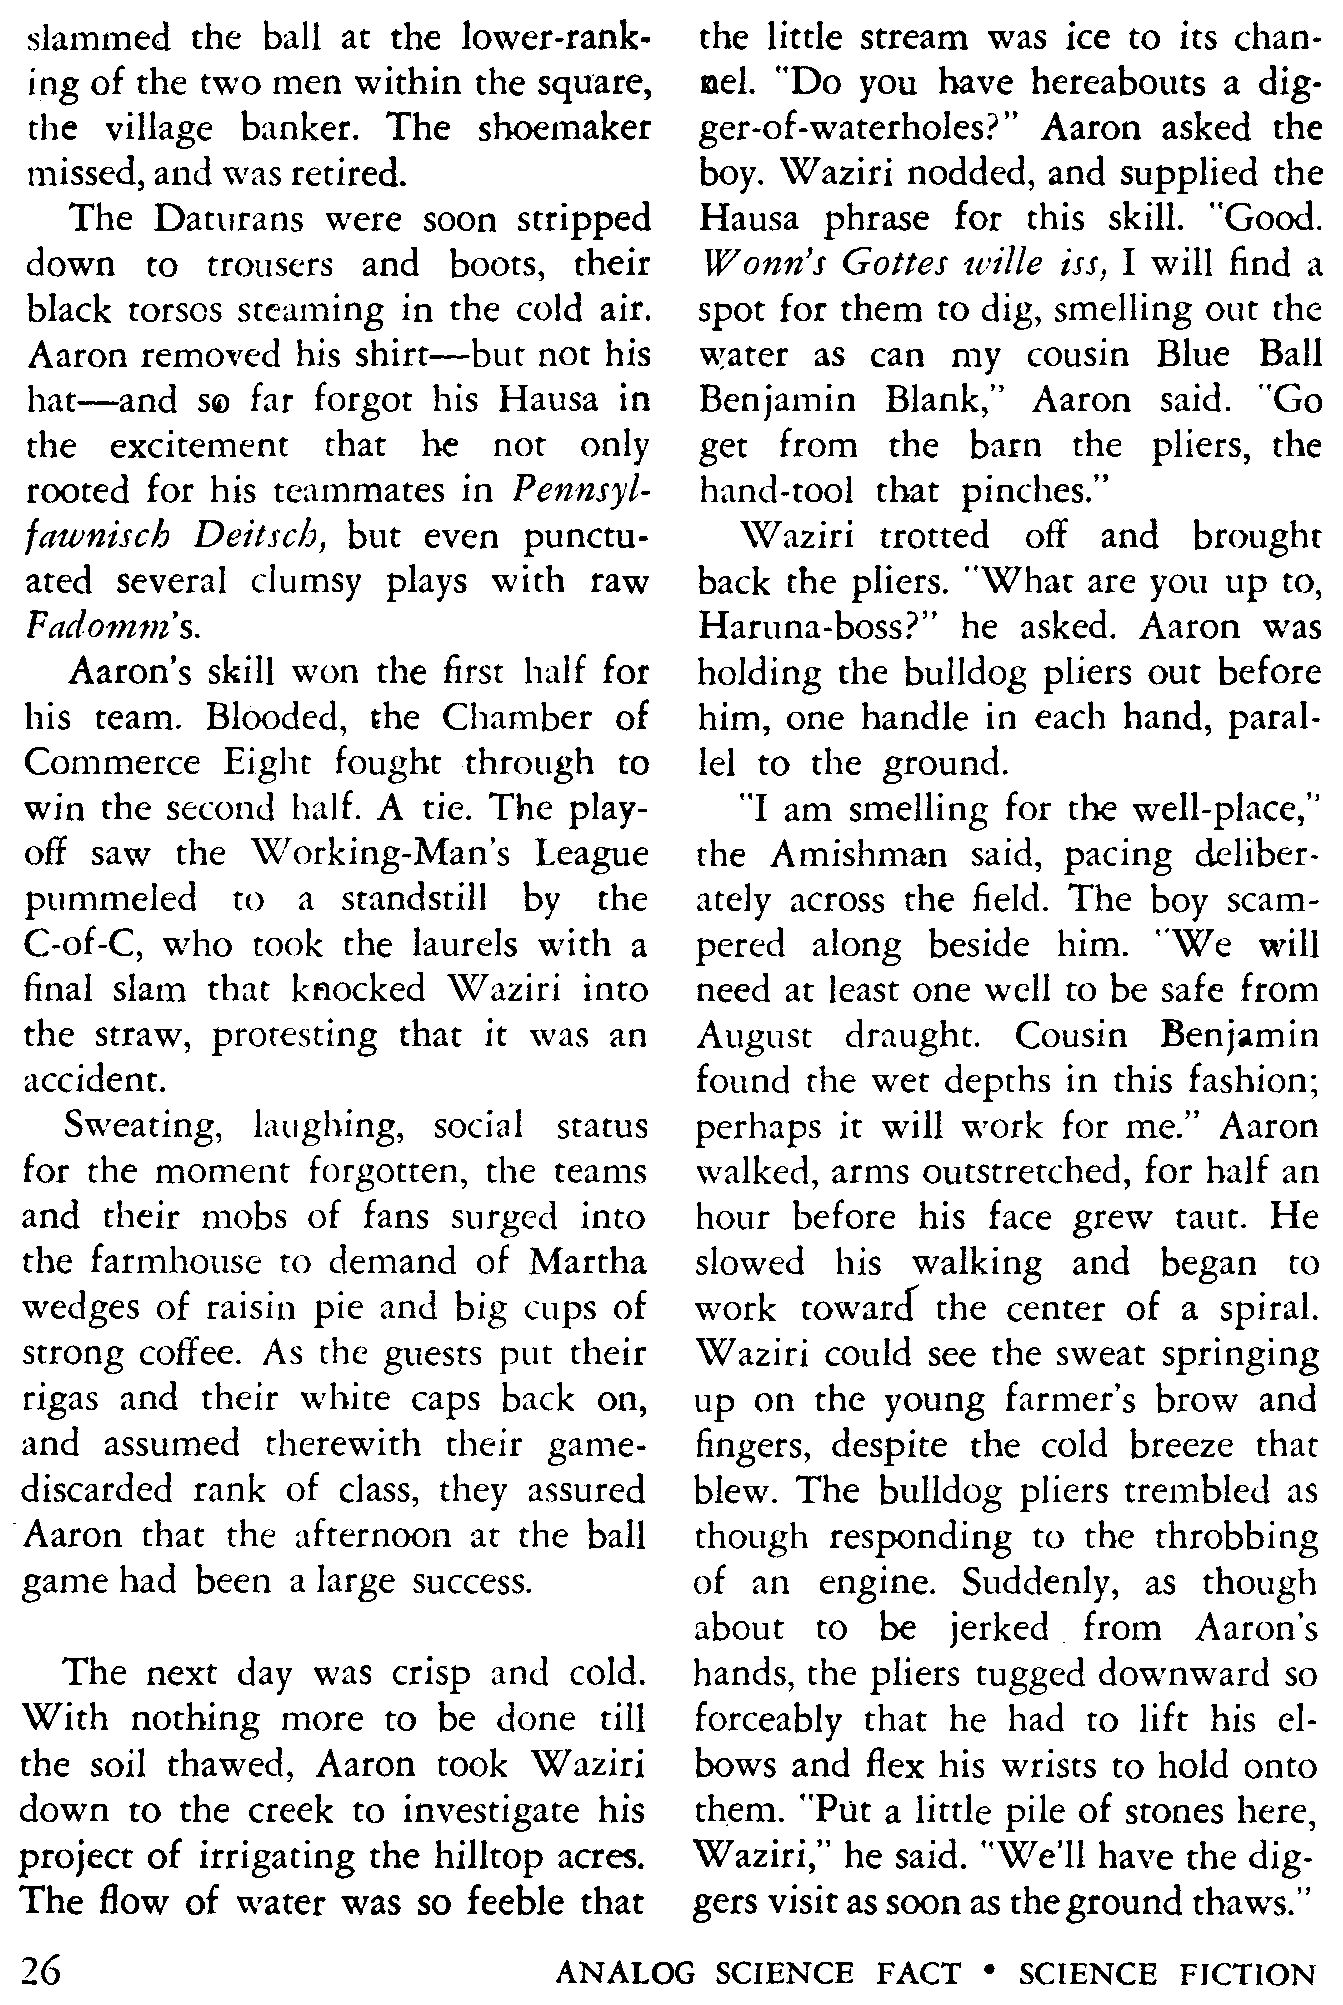 slammed the ball at the lower-rank-
ing of the two men within the square,
the village banker. The shoemaker
missed, and was retired.
The Daturans were soon stripped
down to trousers and boots, their
black torsos steaming in the cold air.
Aaron removed his shirt—but not his
hat—and so far forgot his Hausa in
the excitement that he not only
rooted for his teammates in Pennsyl-
fawnisch Deitsch, but even punctu-
ated several clumsy plays with raw
Fadomm's.
Aaron's skill won the first half for
his team. Blooded, the Chamber of
Commerce Eight fought through to
win the second half. A tie. The play-
off saw the Working-Man's League
pummeled to a standstill by the
C-of-C, who took the laurels with a
final slam that knocked Waziri into
the straw, protesting that it was an
accident.
Sweating, laughing, social status
for the moment forgotten, the teams
and their mobs of fans surged into
the farmhouse to demand of Martha
wedges of raisin pie and big cups of
strong coffee. As the guests put their
rigas and their white caps back on,
and assumed therewith their game-
discarded rank of class, they assured
Aaron that the afternoon at the ball
game had been a large success.
The next day was crisp and cold.
With nothing more to be done till
the soil thawed, Aaron took Waziri
down to the creek to investigate his
project of irrigating the hilltop acres.
The flow of water was so feeble that
the little stream was ice to its chan-
nel. "Do you have hereabouts a dig-
ger-of-waterholes?" Aaron asked the
boy. Waziri nodded, and supplied the
Hausa phrase for this skill. "Good.
Wonn's Gottes wille iss, I will find a
spot for them to dig, smelling out the
water as can my cousin Blue Ball
Benjamin Blank," Aaron said. "Go
get from the barn the pliers, the
hand-tool that pinches."
Waziri trotted off and brought
back the pliers. "What are you up to,
Haruna-boss?" he asked. Aaron was
holding the bulldog pliers out before
him, one handle in each hand, paral-
lel to the ground.
"I am smelling for the well-place,"
the Amishman said, pacing deliber-
ately across the field. The boy scam-
pered along beside him. "We will
need at least one well to be safe from
August draught. Cousin Benjamin
found the wet depths in this fashion;
perhaps it will work for me." Aaron
walked, arms outstretched, for half an
hour before his face grew taut. He
slowed his walking and began to
work toward the center of a spiral.
Waziri could see the sweat springing
up on the young farmer's brow and
fingers, despite the cold breeze that
blew. The bulldog pliers trembled as
though responding to the throbbing
of an engine. Suddenly, as though
about to be jerked from Aaron's
hands, the pliers tugged downward so
forceably that he had to lift his el-
bows and flex his wrists to hold onto
them. "Put a little pile of stones here,
Waziri," he said. "We'll have the dig-
gers visit as soon as the ground thaws."
26
ANALOG SCIENCE FACT • SCIENCE FICTION